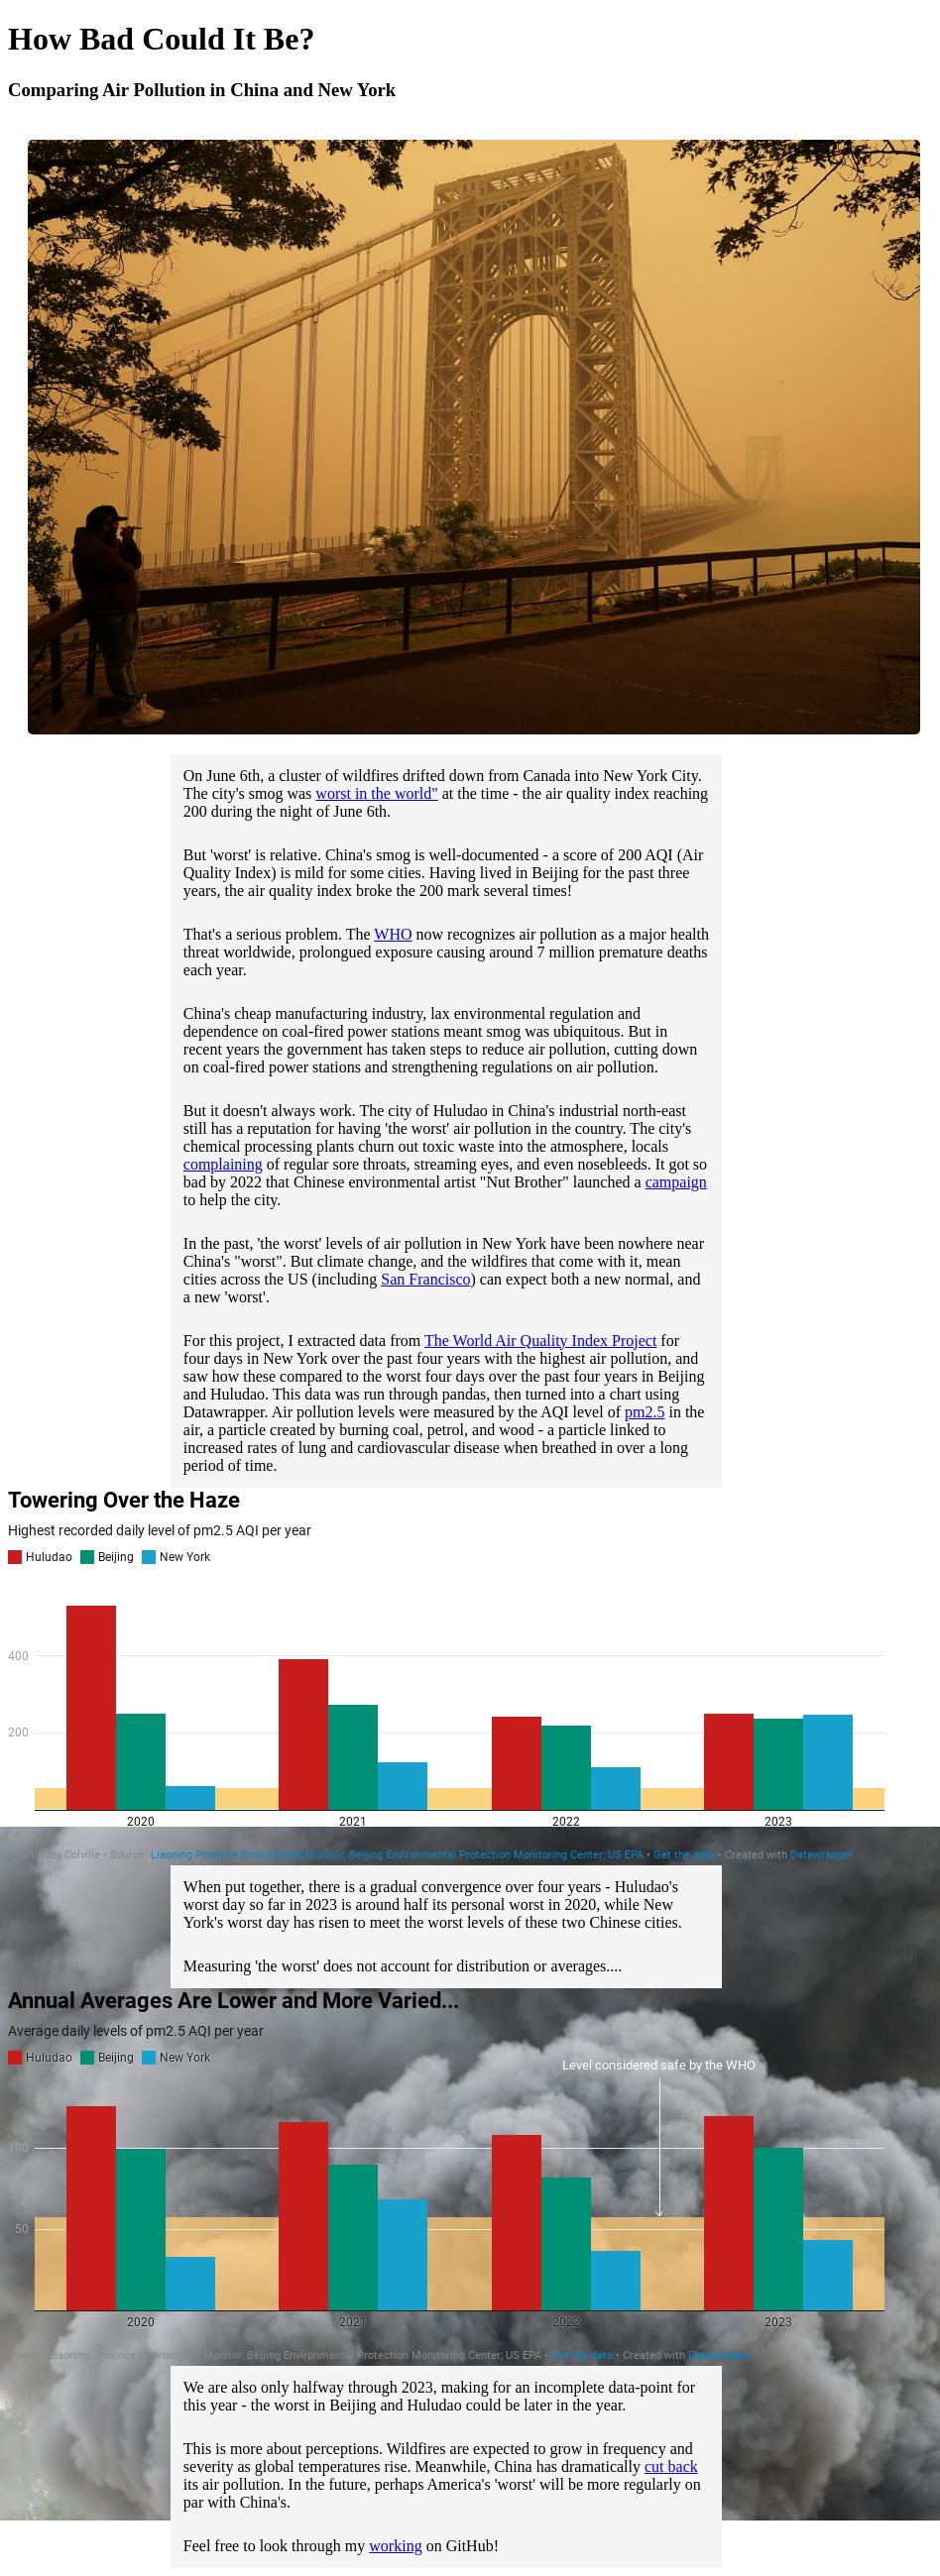 How Bad Could It Be?
Comparing Air Pollution in China and New York
On June 6th, a cluster of wildfires drifted down from Canada into New York City.
The city's smog was worst in the world" at the time - the air quality index reaching
200 during the night of June 6th.
But 'worst' is relative. China's smog is well-documented - a score of 200 AQI (Air
Quality Index) is mild for some cities. Having lived in Beijing for the past three
years, the air quality index broke the 200 mark several times!
That's a serious problem. The WHO now recognizes air pollution as a major health
threat worldwide, prolongued exposure causing around 7 million premature deaths
each year.
China's cheap manufacturing industry, lax environmental regulation and
dependence on coal-fired power stations meant smog was ubiquitous. But in
recent years the government has taken steps to reduce air pollution, cutting down
on coal-fired power stations and strengthening regulations on air pollution.
But it doesn't always work. The city of Huludao in China's industrial north-east
still has a reputation for having 'the worst' air pollution in the country. The city's
chemical processing plants churn out toxic waste into the atmosphere, locals
complaining of regular sore throats, streaming eyes, and even nosebleeds. It got so
bad by 2022 that Chinese environmental artist "Nut Brother" launched a campaign
to help the city.
In the past, 'the worst' levels of air pollution in New York have been nowhere near
China's "worst". But climate change, and the wildfires that come with it, mean
cities across the US (including San Francisco) can expect both a new normal, and
a new 'worst'.
For this project, I extracted data from The World Air Quality Index Project for
four days in New York over the past four years with the highest air pollution, and
saw how these compared to the worst four days over the past four years in Beijing
and Huludao. This data was run through pandas, then turned into a chart using
Datawrapper. Air pollution levels were measured by the AQI level of pm2.5 in the
air, a particle created by burning coal, petrol, and wood - a particle linked to
increased rates of lung and cardiovascular disease when breathed in over a long
period of time.
Towering Over the Haze
Highest recorded daily level of pm2.5 AQI per year
Huludao Beijing New York
400
200
2020 2021 2022 2023
Colville • Source: Liaoning Province Environment Monitor; Beijing Environmental Protection Monitoring Center; US EPA • Get the data • Created with Datawrapper
When put together, there is a gradual convergence over four years - Huludao's
worst day so far in 2023 is around half its personal worst in 2020, while New
York's worst day has risen to meet the worst levels of these two Chinese cities.
Measuring 'the worst' does not account for distribution or averages....
Annual Averages Are Lower and More Varied...
Average daily levels of pm2.5 AQI per year
Huludao Beijing New York
Level considered safe by the WHO
100
50
2020 2021 2022 2023
Source: Liaoning Province Environment Monitor; Beijing Environmental Protection Monitoring Center; US EPA • Get the data • Created with Datawrapper
We are also only halfway through 2023, making for an incomplete data-point for
this year - the worst in Beijing and Huludao could be later in the year.
This is more about perceptions. Wildfires are expected to grow in frequency and
severity as global temperatures rise. Meanwhile, China has dramatically cut back
its air pollution. In the future, perhaps America's 'worst' will be more regularly on
par with China's.
Feel free to look through my working on GitHub!